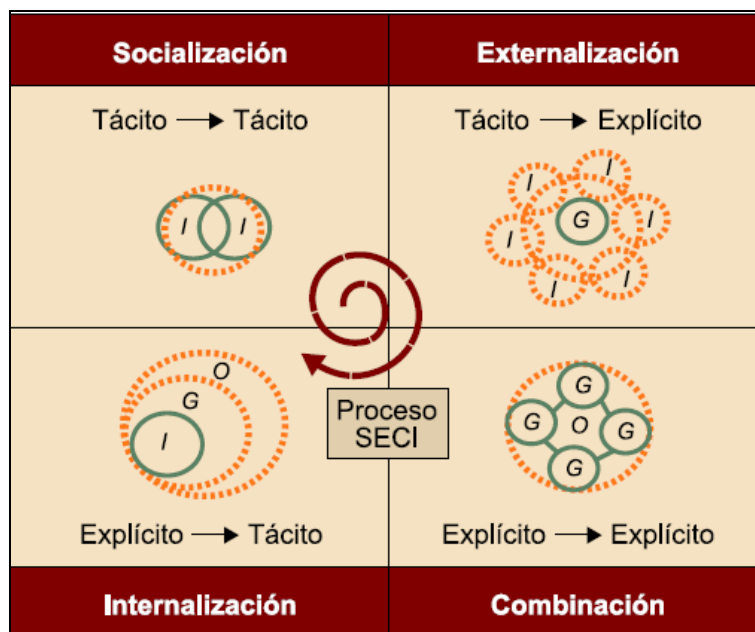 Socialización
Externalización
Tácito → Tácito
Tácito → Explícito
I I
I
I
G
I
I
I
I
O
G
I
Proceso
SECI
G
G O G
G
Explícito → Tácito
Explícito → Explícito
Internalización
Combinación